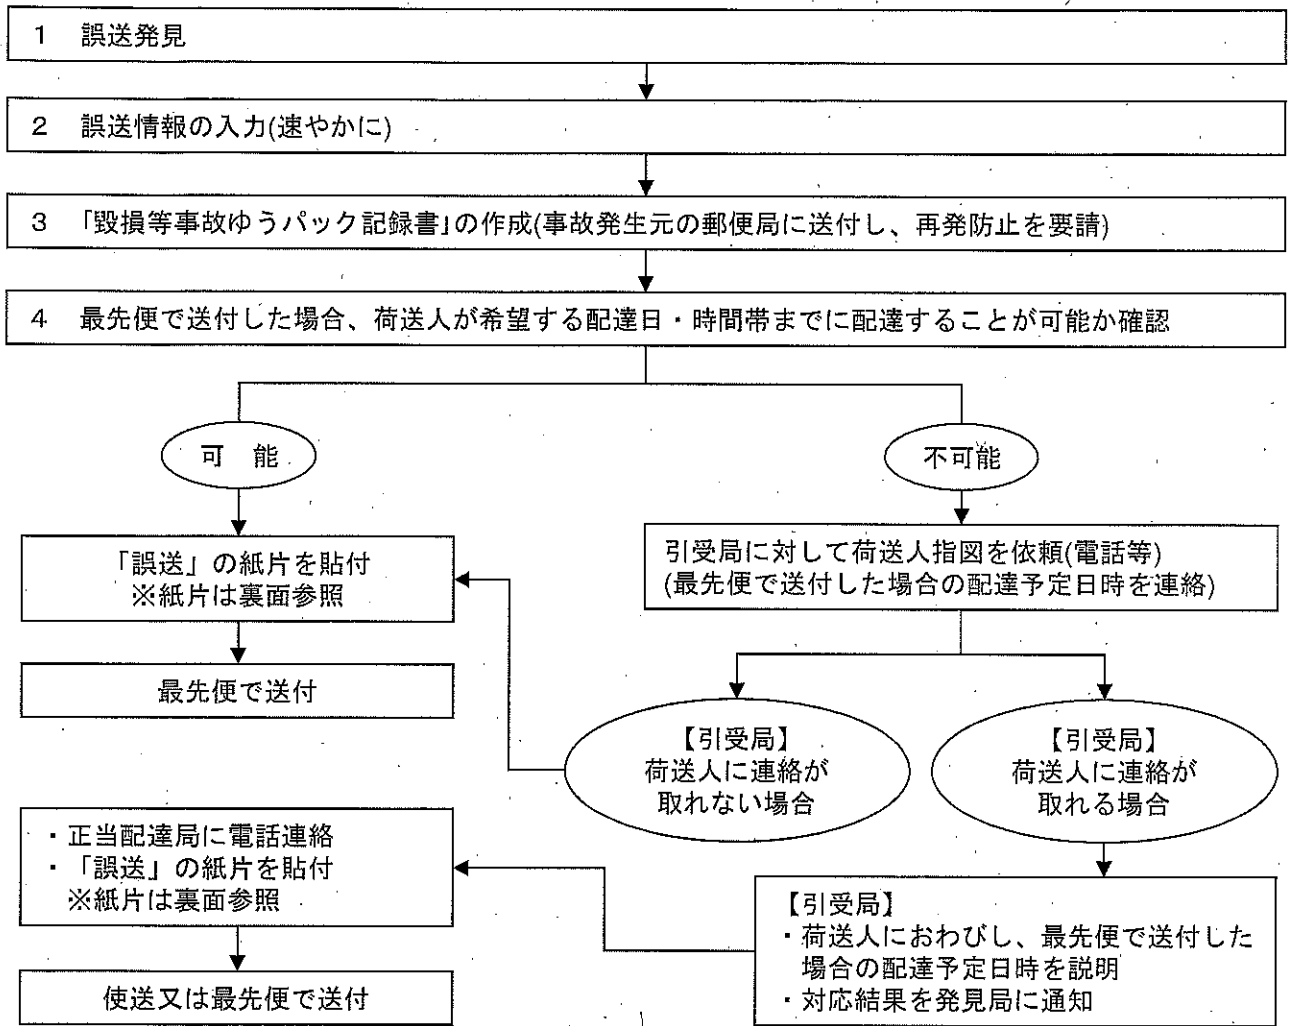 1 誤送発見
2 誤送情報の入力(速やかに)
3 「毀損等事故ゆうパック記録書」の作成(事故発生元の郵便局に送付し、再発防止を要請)
4 最先便で送付した場合、荷送人が希望する配達日・時間帯までに配達することが可能か確認
可 能
不可能
「誤送」の紙片を貼付
※紙片は裏面参照
最先便で送付
引受局に対して荷送人指図を依頼(電話等)
(最先便で送付した場合の配達予定日時を連絡)
【引受局】
荷送人に連絡が
取れない場合
【引受局】
荷送人に連絡が
取れる場合
・正当配達局に電話連絡
・「誤送」の紙片を貼付
※紙片は裏面参照
使送又は最先便で送付
【引受局】
・荷送人におわびし、最先便で送付した
場合の配達予定日時を説明
・対応結果を発見局に通知